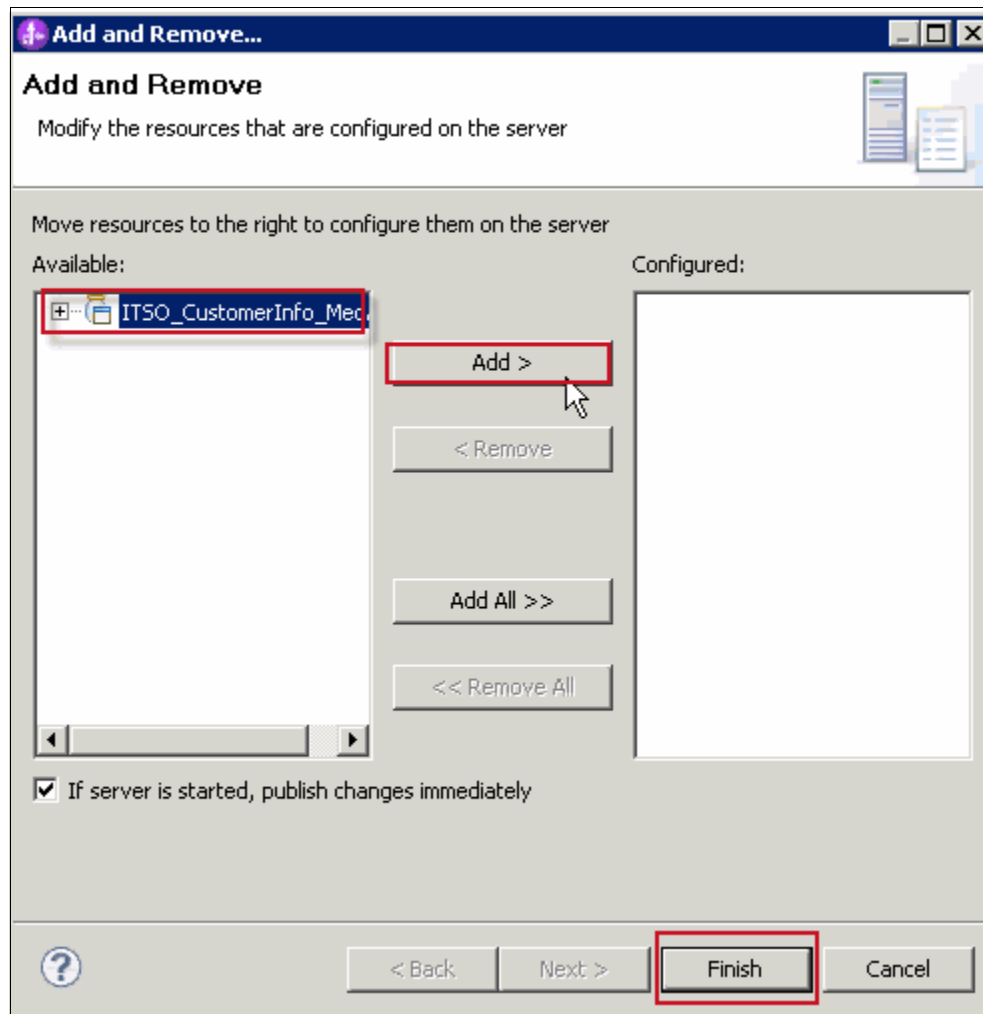 Add and Remove...
Add and Remove
Modify the resources that are configured on the server
Move resources to the right to configure them on the server
Available:
Configured:
ITSO_CustomerInfo_Med
Add >
< Remove
Add All >>
<< Remove All
If server is started, publish changes immediately
?
< Back
Next >
Finish
Cancel